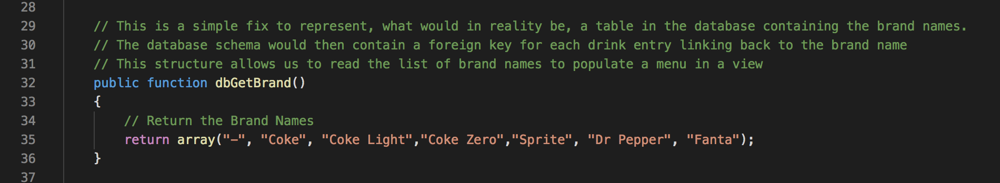 28
29 // This is a simple fix to represent, what would in reality be, a table in the database containing the brand names.
30 // The database schema would then contain a foreign key for each drink entry linking back to the brand name
31 // This structure allows us to read the list of brand names to populate a menu in a view
32 public function dbGetBrand()
33 {
34 // Return the Brand Names
35 return array("-", "Coke", "Coke Light","Coke Zero","Sprite", "Dr Pepper", "Fanta");
36 }
37